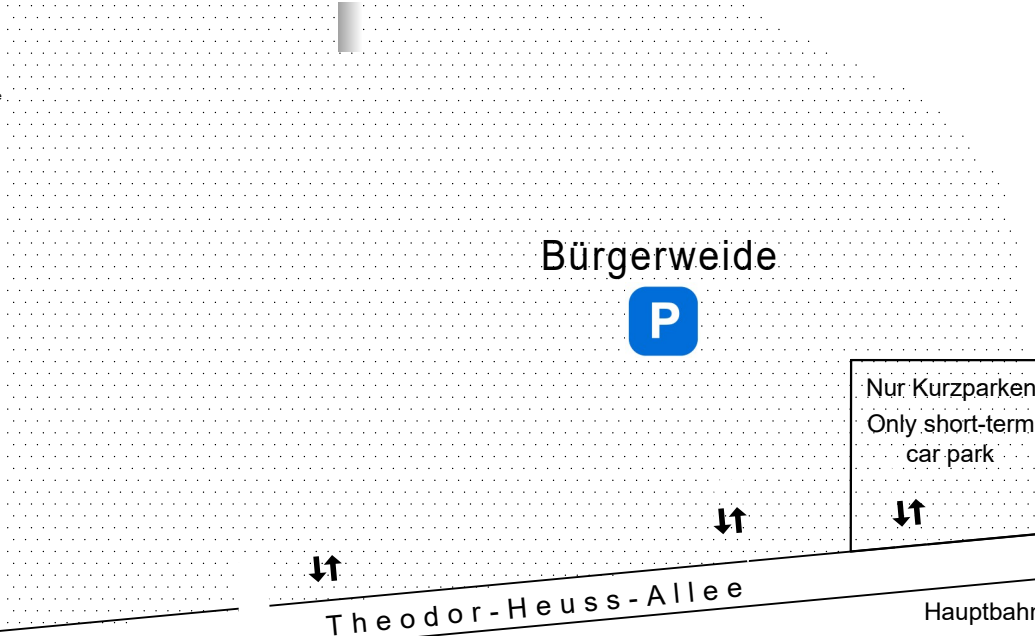 Bürgerweide
P
Nur Kurzparken
Only short-term
car park
Theodor-Heuss-Allee